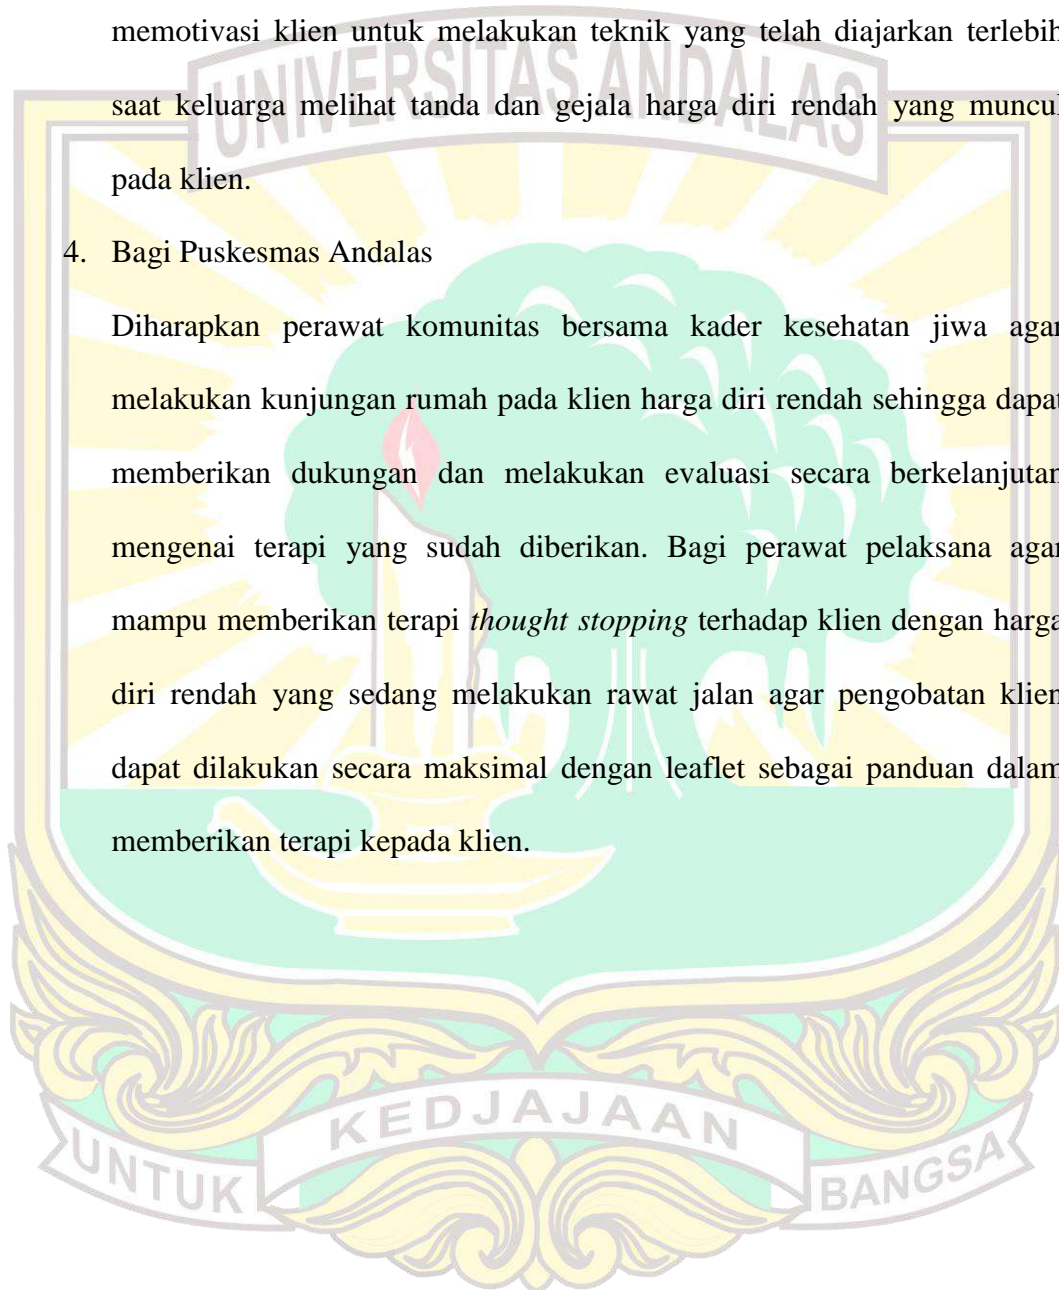 memotivasi klien untuk melakukan teknik yang telah diajarkan terlebih
UNIVERSITAS ANDALAS
saat keluarga melihat tanda dan gejala harga diri rendah yang muncul
pada klien.
4. Bagi Puskesmas Andalas
Diharapkan perawat komunitas bersama kader kesehatan jiwa agar
melakukan kunjungan rumah pada klien harga diri rendah sehingga dapat
memberikan dukungan dan melakukan evaluasi secara berkelanjutan
mengenai terapi yang sudah diberikan. Bagi perawat pelaksana agar
mampu memberikan terapi thought stopping terhadap klien dengan harga
diri rendah yang sedang melakukan rawat jalan agar pengobatan klien
dapat dilakukan secara maksimal dengan leaflet sebagai panduan dalam
memberikan terapi kepada klien.
UNTUK KEDJAJAAN BANGSA